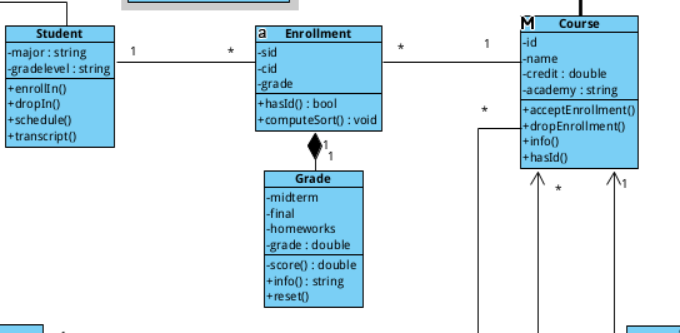 Student
-major : string
-gradelevel : string
+enrollIn()
+dropIn()
+schedule()
+transcript()
1
*
a
Enrollment
-sid
-cid
-grade
+hasId() : bool
+computeSort() : void
*
1
1
1
Grade
-midterm
-final
-homeworks
-grade : double
-score() : double
+info() : string
+reset()
M
Course
-id
-name
-credit : double
-academy : string
+acceptEnrollment()
+dropEnrollment()
+info()
+hasId()
*
*
1